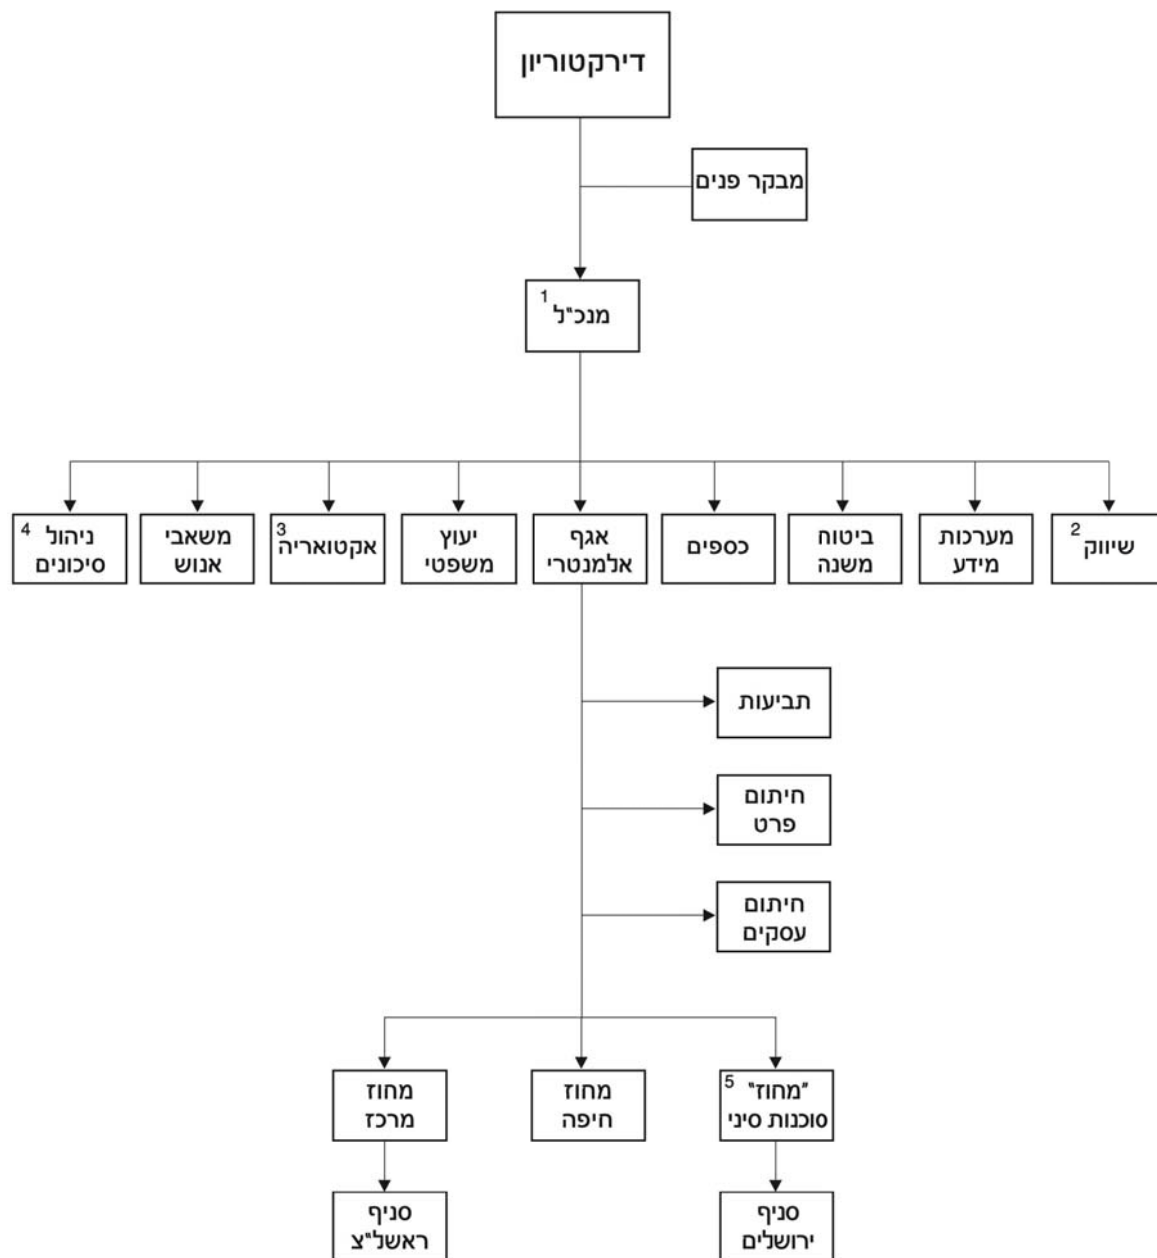 דירקטוריון
מבקר פנים
מנכ"ל 1
שיווק 2
מערכות
מידע
ביטוח
משנה
כספים
אגף
אלמנטרי
יעוץ
משפטי
אקטואריה 3
משאבי
אנוש
ניהול 4
סיכונים
תביעות
חיתום
פרט
חיתום
עסקים
"מחוז" 5
סוכנות סיני
מחוז
חיפה
מחוז
מרכז
סניף
ירושלים
סניף
ראשל"צ